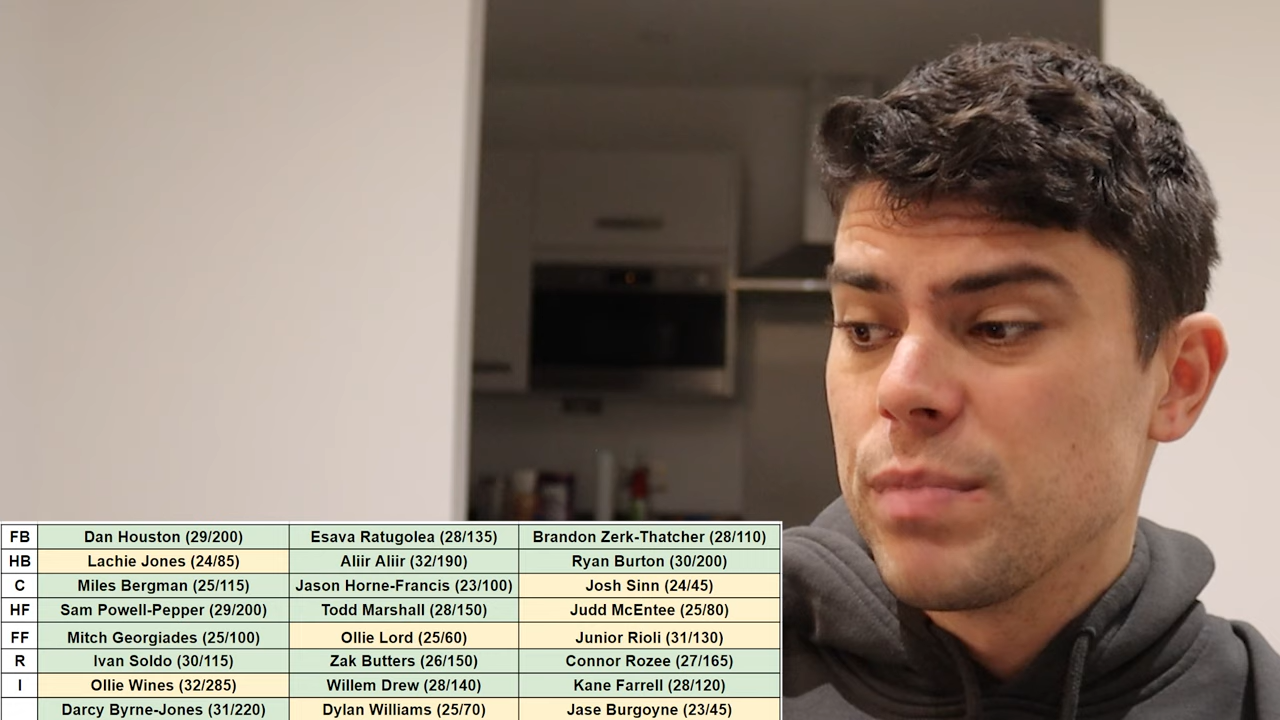 FB Dan Houston (29/200) Esava Ratugolea (28/135) Brandon Zerk-Thatcher (28/110)
HB Lachie Jones (24/85) Aliir Aliir (32/190) Ryan Burton (30/200)
C Miles Bergman (25/115) Jason Horne-Francis (23/100) Josh Sinn (24/45)
HF Sam Powell-Pepper (29/200) Todd Marshall (28/150) Judd McEntee (25/80)
FF Mitch Georgiades (25/100) Ollie Lord (25/60) Junior Rioli (31/130)
R Ivan Soldo (30/115) Zak Butters (26/150) Connor Rozee (27/165)
I Ollie Wines (32/285) Willem Drew (28/140) Kane Farrell (28/120)
Darcy Byrne-Jones (31/220) Dylan Williams (25/70) Jase Burgoyne (23/45)